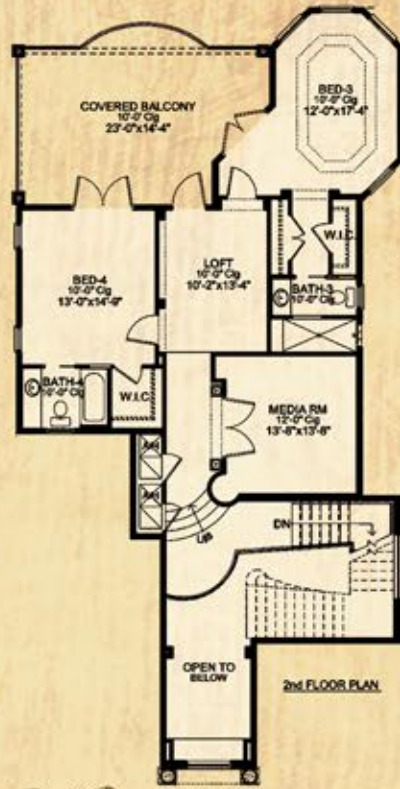 COVERED BALCONY
10'-0" Clg
23'-0"x14'-4"
BED-3
10'-0" Clg
12'-0"x17'-4"
W.I.C
LOFT
10'-0" Clg
10'-2"x13'-4"
BED-4
10'-0" Clg
13'-0"x14'-9"
BATH-3
10'-0" Clg
BATH-4
10'-0" Clg
W.I.C
MEDIA RM
12'-0" Clg
13'-8"x13'-8"
AHU
AHU
UP
DN
OPEN TO
BELOW
2nd FLOOR PLAN